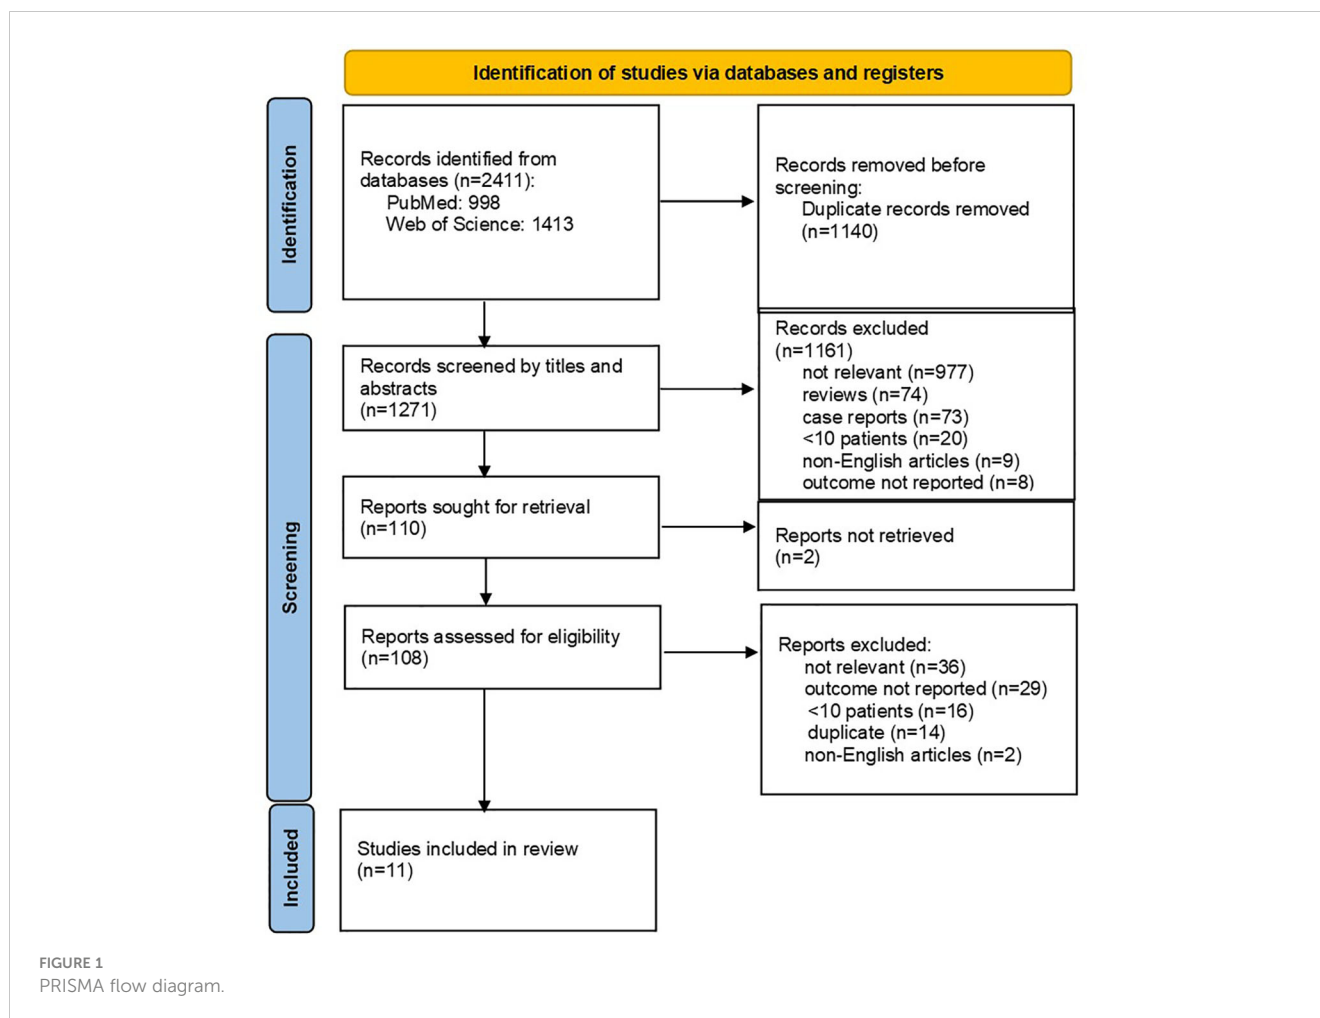 Identification of studies via databases and registers
Identification
Records identified from
databases (n=2411):
PubMed: 998
Web of Science: 1413
Records removed before
screening:
Duplicate records removed
(n=1140)
Screening
Records screened by titles and
abstracts
(n=1271)
Records excluded
(n=1161)
not relevant (n=977)
reviews (n=74)
case reports (n=73)
<10 patients (n=20)
non-English articles (n=9)
outcome not reported (n=8)
Reports sought for retrieval
(n=110)
Reports not retrieved
(n=2)
Reports assessed for eligibility
(n=108)
Reports excluded:
not relevant (n=36)
outcome not reported (n=29)
<10 patients (n=16)
duplicate (n=14)
non-English articles (n=2)
Included
Studies included in review
(n=11)
FIGURE 1
PRISMA flow diagram.